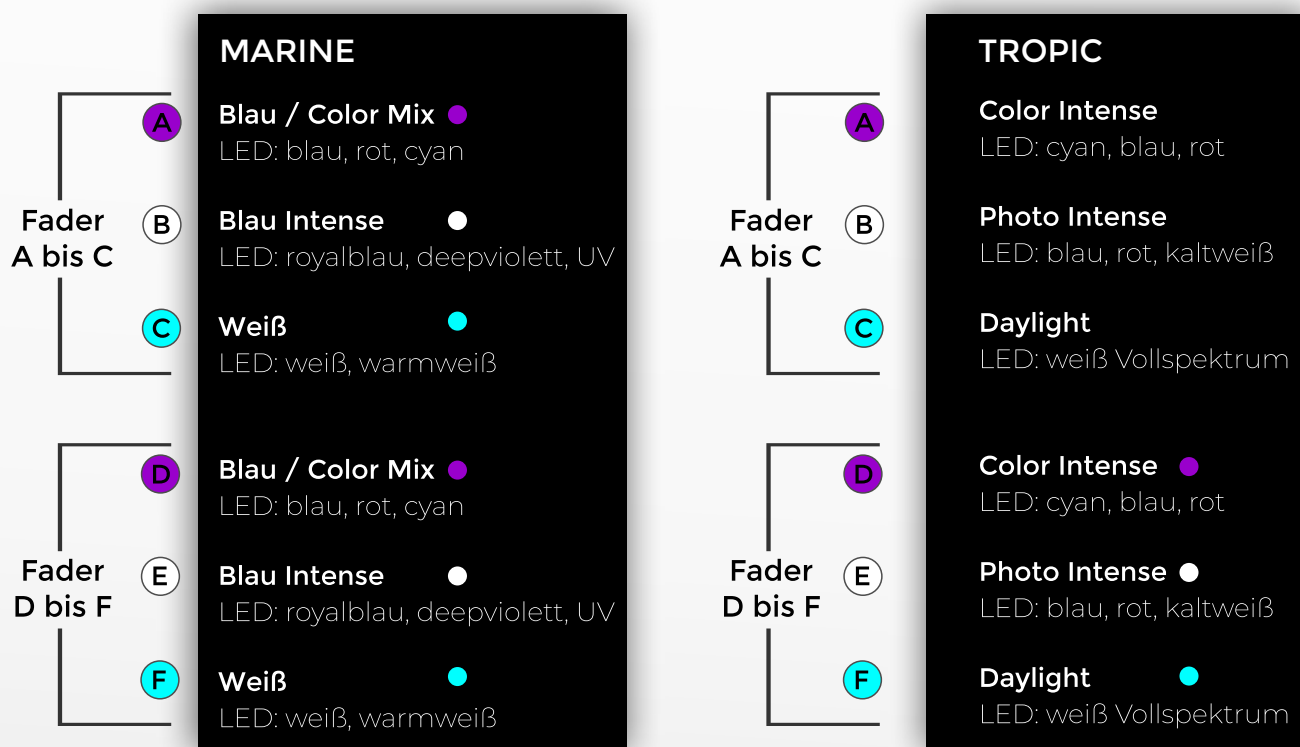 MARINE
A
Blau / Color Mix
LED: blau, rot, cyan
Fader
A bis C
B
Blau Intense
LED: royalblau, deepviolett, UV
C
Weiß
LED: weiß, warmweiß
D
Blau / Color Mix
LED: blau, rot, cyan
Fader
D bis F
E
Blau Intense
LED: royalblau, deepviolett, UV
F
Weiß
LED: weiß, warmweiß
TROPIC
A
Color Intense
LED: cyan, blau, rot
Fader
A bis C
B
Photo Intense
LED: blau, rot, kaltweiß
C
Daylight
LED: weiß Vollspektrum
D
Color Intense
LED: cyan, blau, rot
Fader
D bis F
E
Photo Intense
LED: blau, rot, kaltweiß
F
Daylight
LED: weiß Vollspektrum